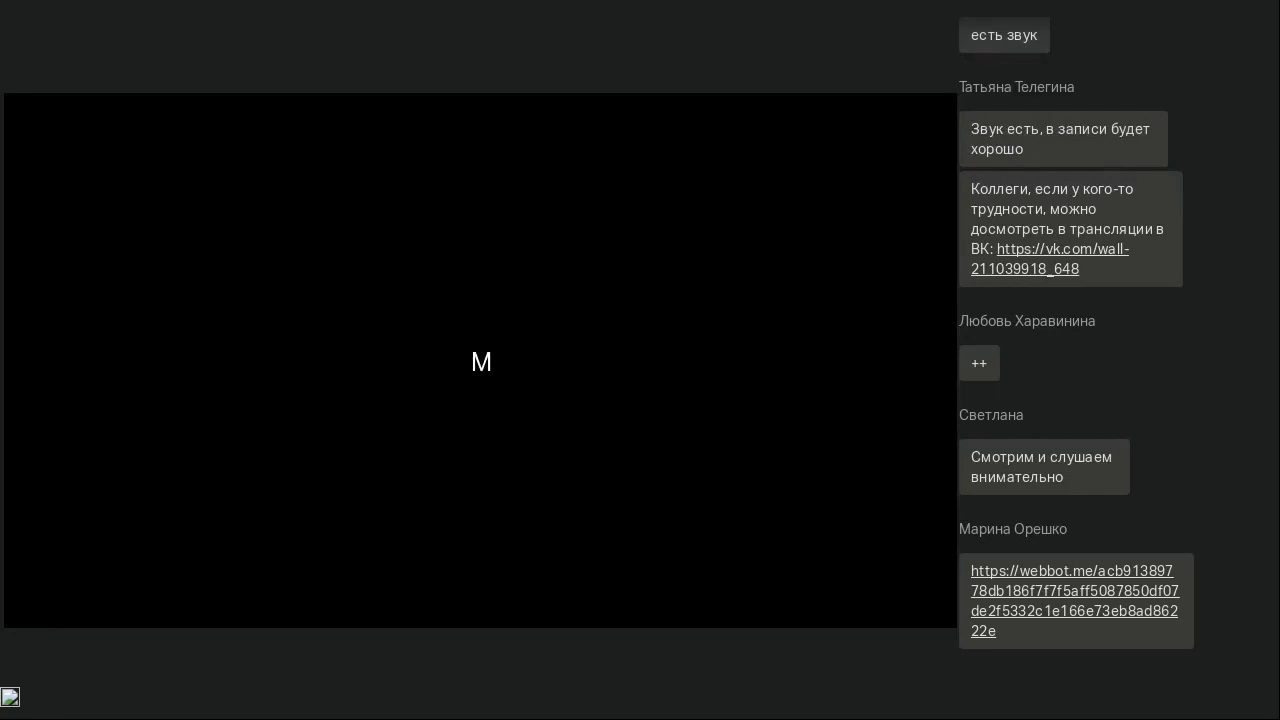 есть звук
Татьяна Телегина
Звук есть, в записи будет
хорошо
Коллеги, если у кого-то
трудности, можно
досмотреть в трансляции в
ВК: https://vk.com/wall-
211039918_648
Любовь Харавинина
++
Светлана
Смотрим и слушаем
внимательно
Марина Орешко
https://webbot.me/acb913897
78db186f7f7f5aff5087850df07
de2f5332c1e166e73eb8ad862
22e
М